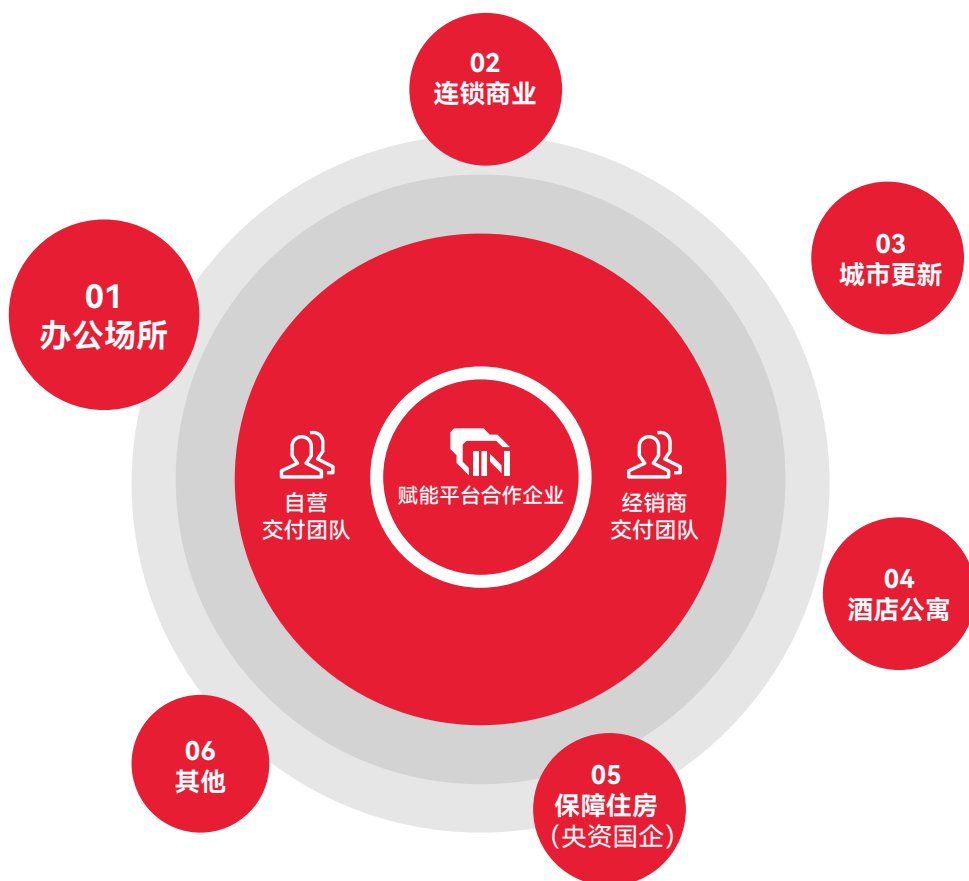 02
连锁商业
03
城市更新
01
办公场所
自营
交付团队
赋能平台合作企业
经销商
交付团队
04
酒店公寓
06
其他
05
保障住房
（央资国企）